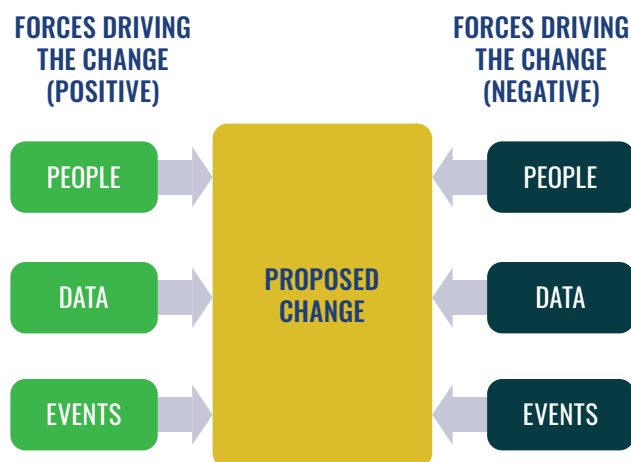 FORCES DRIVING
THE CHANGE
(POSITIVE)
FORCES DRIVING
THE CHANGE
(NEGATIVE)
PEOPLE
PEOPLE
DATA
PROPOSED
CHANGE
DATA
EVENTS
EVENTS